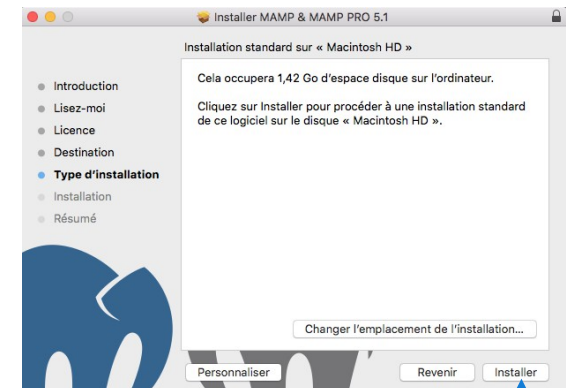 Installer MAMP & MAMP PRO 5.1
Installation standard sur « Macintosh HD »
Introduction
Lisez-moi
Licence
Destination
Type d'installation
Installation
Résumé
Cela occupera 1,42 Go d'espace disque sur l'ordinateur.
Cliquez sur Installer pour procéder à une installation standard
de ce logiciel sur le disque « Macintosh HD ».
Changer l'emplacement de l'installation...
Personnaliser
Revenir
Installer